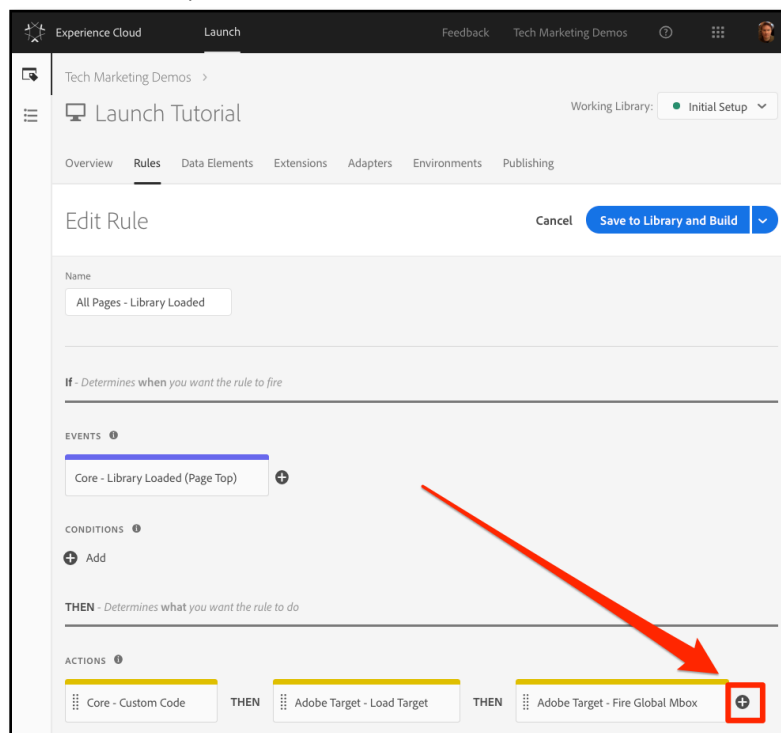 Experience Cloud Launch Feedback Tech Marketing Demos
Tech Marketing Demos >
Launch Tutorial Working Library: Initial Setup
Overview Rules Data Elements Extensions Adapters Environments Publishing
Edit Rule Cancel Save to Library and Build
Name
All Pages - Library Loaded
If - Determines when you want the rule to fire
EVENTS
Core - Library Loaded (Page Top)
CONDITIONS
Add
THEN - Determines what you want the rule to do
ACTIONS
Core - Custom Code THEN Adobe Target - Load Target THEN Adobe Target - Fire Global Mbox